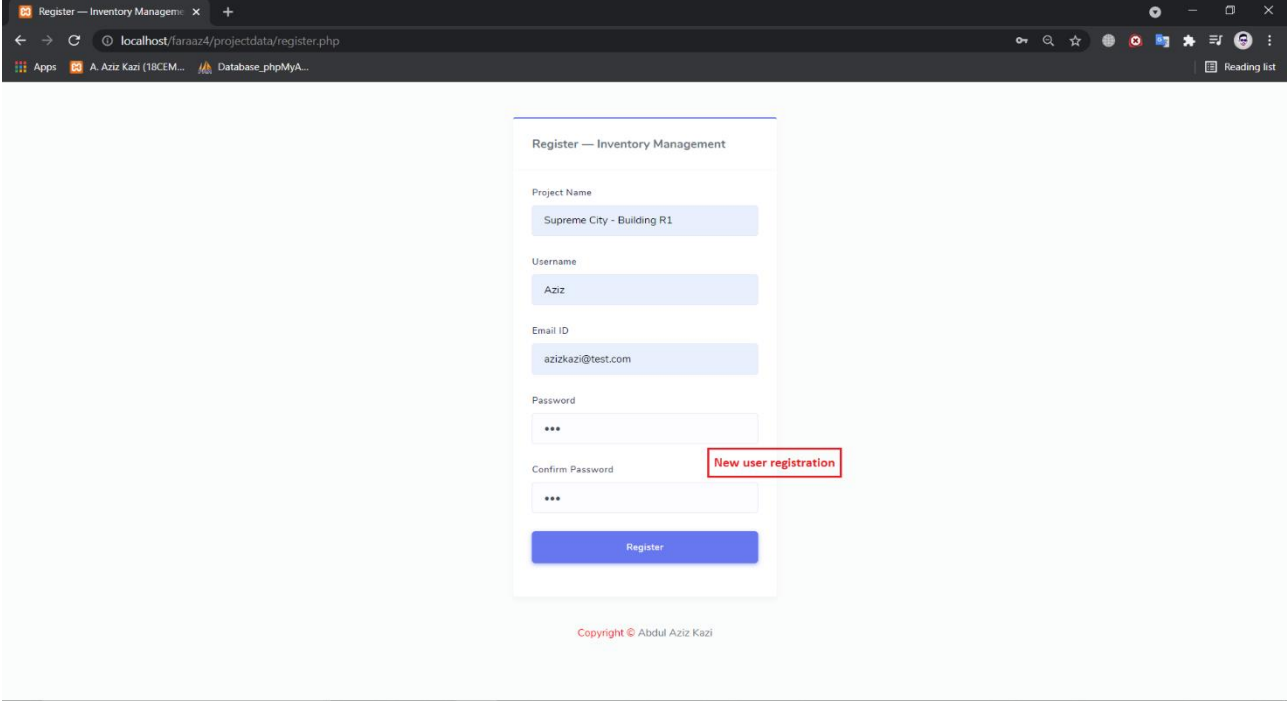 Register — Inventory Manageme
localhost/faraaz4/projectdata/register.php
Apps A. Aziz Kazi (18CEM... Database_phpMyA... Reading list
Register — Inventory Management
Project Name
Supreme City - Building R1
Username
Aziz
Email ID
azizkazi@test.com
Password
•••
New user registration
Confirm Password
•••
Register
Copyright © Abdul Aziz Kazi